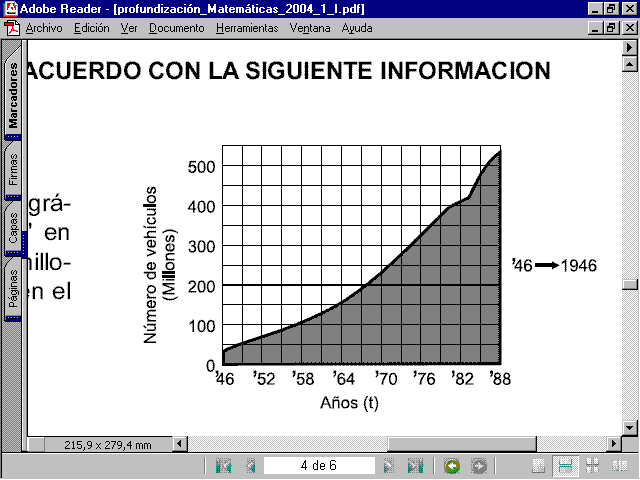 Adobe Reader - [profundización_Matemáticas_2004_1_I.pdf]
Archivo Edición Ver Documento Herramientas Ventana Ayuda
Marcadores
Firmas
Capas
Páginas
ACUERDO CON LA SIGUIENTE INFORMACION
grá-
' en
illo-
en el
Número de vehículos
(Millones)
500
400
300
200
100
0
'46 '52 '58 '64 '70 '76 '82 '88
Años (t)
'46 → 1946
215,9 x 279,4 mm
4 de 6